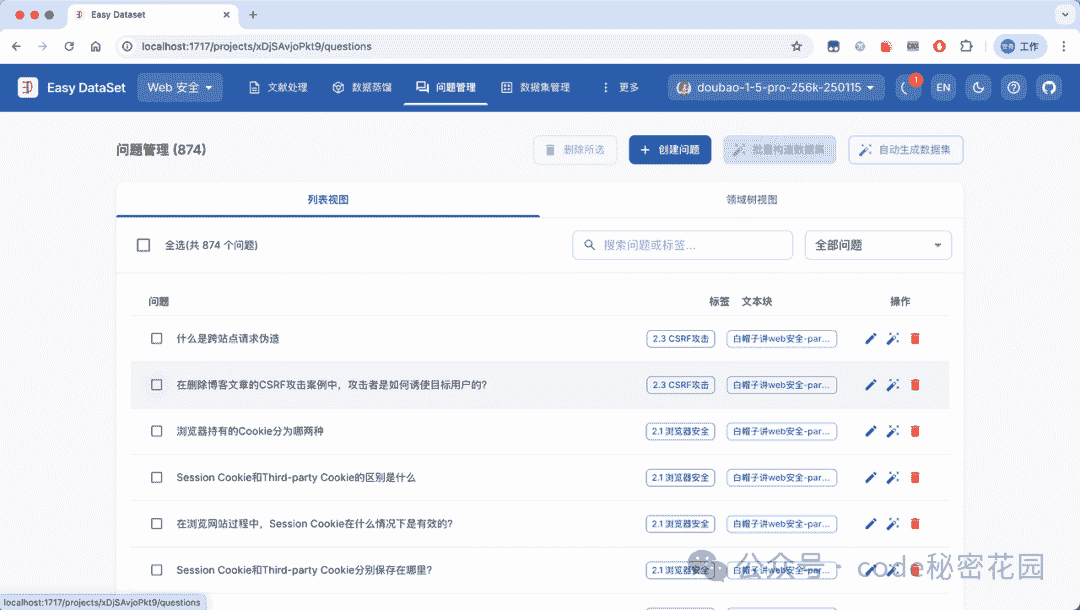 Easy Dataset
localhost:1717/projects/xDjSAvjoPkt9/questions
工作
Easy DataSet
Web 安全
文献处理
数据蒸馏
问题管理
数据集管理
更多
doubao-1-5-pro-256k-250115
1
EN
问题管理 (874)
删除所选
创建问题
批量构造数据集
自动生成数据集
列表视图
领域树视图
全选(共 874 个问题)
搜索问题或标签...
全部问题
问题 标签 文本块 操作
什么是跨站点请求伪造 2.3 CSRF攻击 白帽子讲web安全-par...
在删除博客文章的CSRF攻击案例中，攻击者是如何诱使目标用户的? 2.3 CSRF攻击 白帽子讲web安全-par...
浏览器持有的Cookie分为哪两种 2.1 浏览器安全 白帽子讲web安全-par...
Session Cookie和Third-party Cookie的区别是什么 2.1 浏览器安全 白帽子讲web安全-par...
在浏览网站过程中，Session Cookie在什么情况下是有效的? 2.1 浏览器安全 白帽子讲web安全-par...
Session Cookie和Third-party Cookie分别保存在哪里? 2.1 浏览器安全 白帽子讲web安全-par...
公众号 · code秘密花园
localhost:1717/projects/xDjSAvjoPkt9/questions